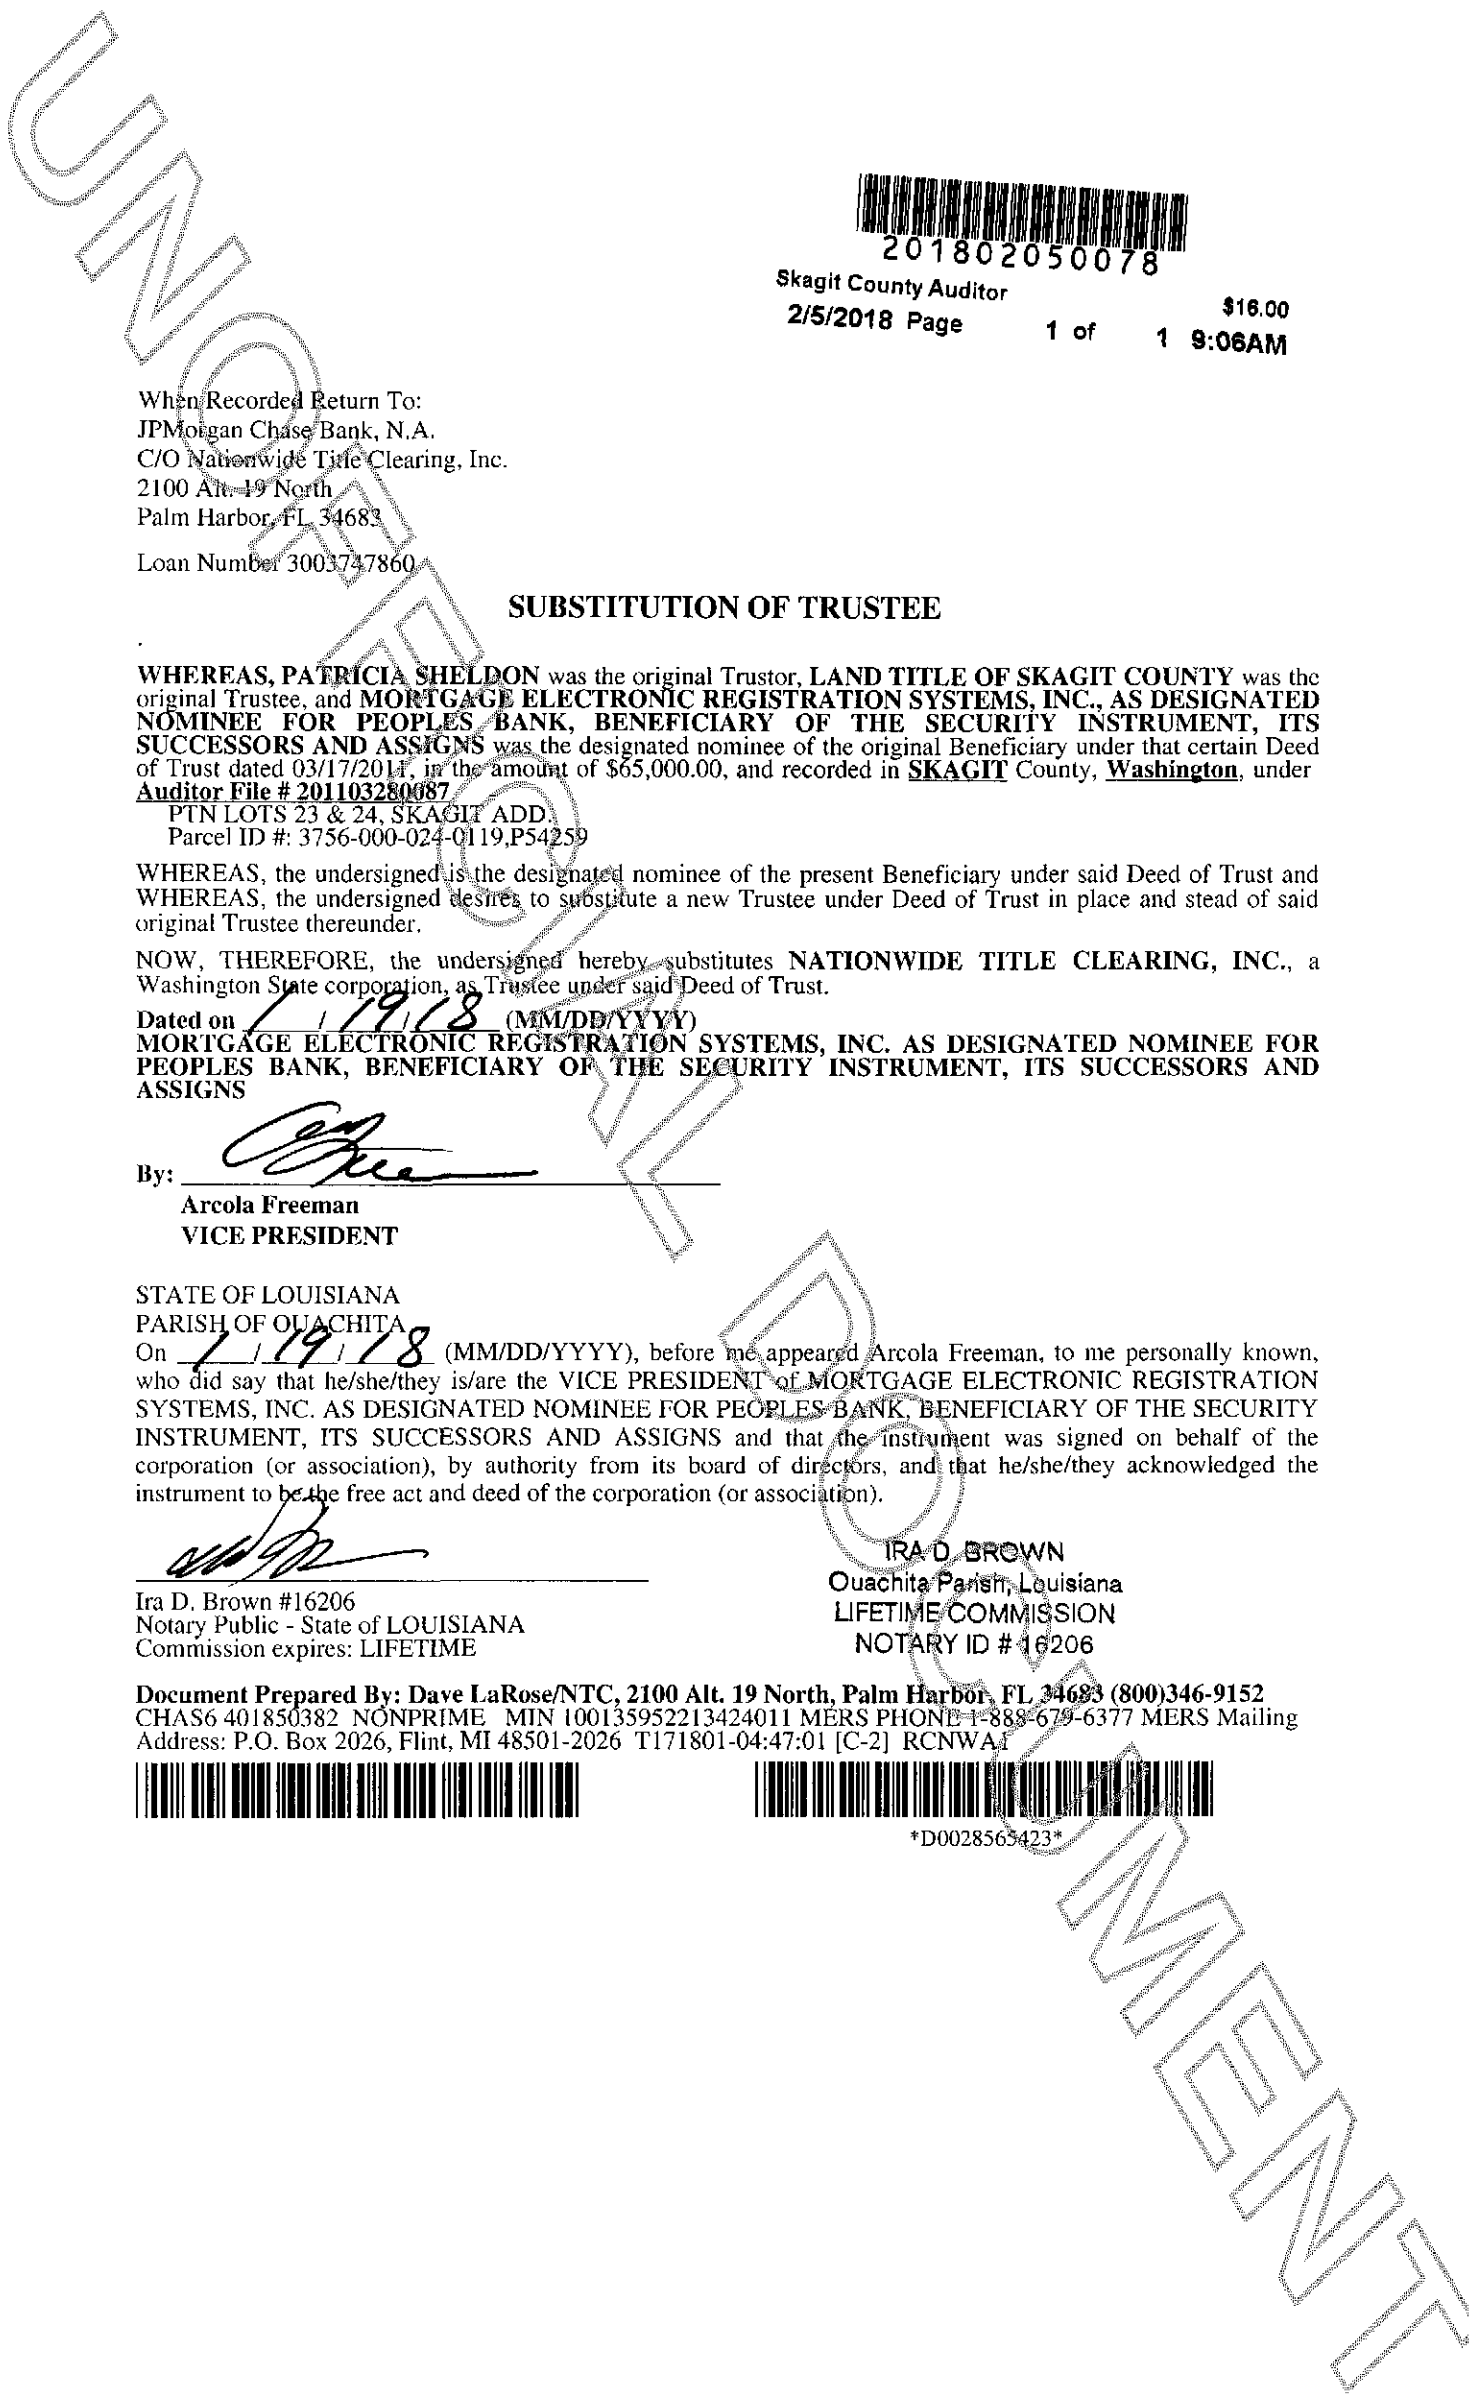 UNOFFICIAL DOCUMENT
201802050078
Skagit County Auditor $16.00
2/5/2018 Page 1 of 1 9:06AM
When Recorded Return To:
JPMorgan Chase Bank, N.A.
C/O Nationwide Title Clearing, Inc.
2100 Alt. 19 North
Palm Harbor, FL 34683
Loan Number 3003747860
SUBSTITUTION OF TRUSTEE
.
WHEREAS, PATRICIA SHELDON was the original Trustor, LAND TITLE OF SKAGIT COUNTY was the
original Trustee, and MORTGAGE ELECTRONIC REGISTRATION SYSTEMS, INC., AS DESIGNATED
NOMINEE FOR PEOPLES BANK, BENEFICIARY OF THE SECURITY INSTRUMENT, ITS
SUCCESSORS AND ASSIGNS was the designated nominee of the original Beneficiary under that certain Deed
of Trust dated 03/17/2011, in the amount of $65,000.00, and recorded in SKAGIT County, Washington, under
Auditor File # 201103280087
PTN LOTS 23 & 24, SKAGIT ADD.
Parcel ID #: 3756-000-024-0119,P54259
WHEREAS, the undersigned is the designated nominee of the present Beneficiary under said Deed of Trust and
WHEREAS, the undersigned desires to substitute a new Trustee under Deed of Trust in place and stead of said
original Trustee thereunder.
NOW, THEREFORE, the undersigned hereby substitutes NATIONWIDE TITLE CLEARING, INC., a
Washington State corporation, as Trustee under said Deed of Trust.
Dated on 1 / 19 / 18 (MM/DD/YYYY)
MORTGAGE ELECTRONIC REGISTRATION SYSTEMS, INC. AS DESIGNATED NOMINEE FOR
PEOPLES BANK, BENEFICIARY OF THE SECURITY INSTRUMENT, ITS SUCCESSORS AND
ASSIGNS
By:
Arcola Freeman
VICE PRESIDENT
STATE OF LOUISIANA
PARISH OF OUACHITA
On 1 / 19 / 18 (MM/DD/YYYY), before me appeared Arcola Freeman, to me personally known,
who did say that he/she/they is/are the VICE PRESIDENT of MORTGAGE ELECTRONIC REGISTRATION
SYSTEMS, INC. AS DESIGNATED NOMINEE FOR PEOPLES BANK, BENEFICIARY OF THE SECURITY
INSTRUMENT, ITS SUCCESSORS AND ASSIGNS and that the instrument was signed on behalf of the
corporation (or association), by authority from its board of directors, and that he/she/they acknowledged the
instrument to be the free act and deed of the corporation (or association).
Ira D. Brown #16206
Notary Public - State of LOUISIANA
Commission expires: LIFETIME
IRA D. BROWN
Ouachita Parish, Louisiana
LIFETIME COMMISSION
NOTARY ID # 16206
Document Prepared By: Dave LaRose/NTC, 2100 Alt. 19 North, Palm Harbor, FL 34683 (800)346-9152
CHAS6 401850382 NONPRIME MIN 100135952213424011 MERS PHONE 1-888-679-6377 MERS Mailing
Address: P.O. Box 2026, Flint, MI 48501-2026 T171801-04:47:01 [C-2] RCNWA1
*D0028565423*